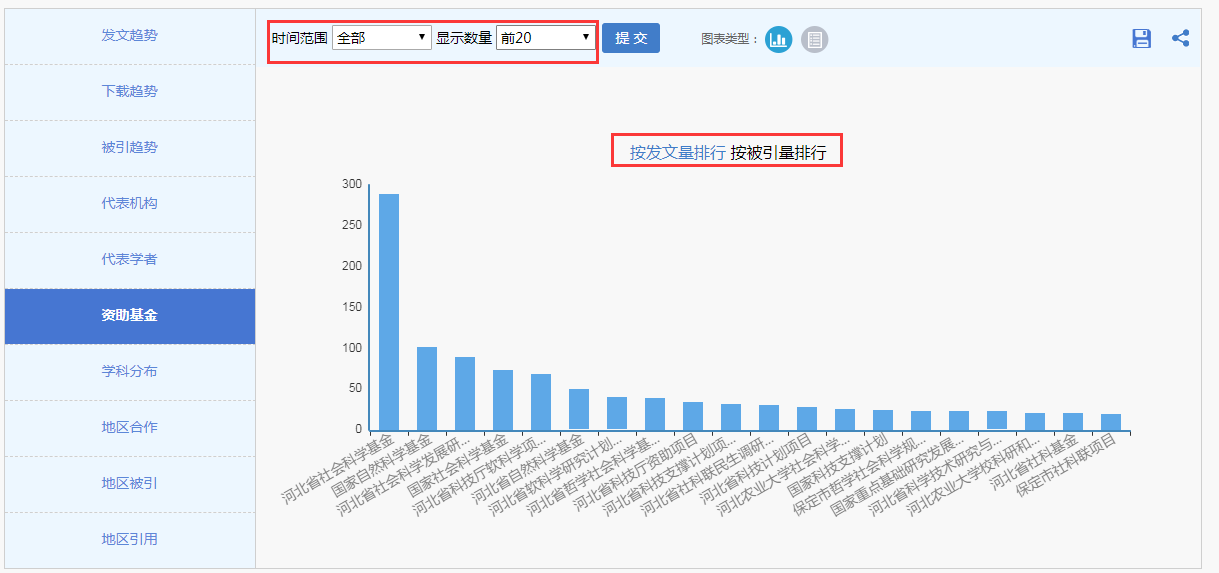 发文趋势
下载趋势
被引趋势
代表机构
代表学者
资助基金
学科分布
地区合作
地区被引
地区引用
时间范围 全部 显示数量 前20 提 交 图表类型：
按发文量排行 按被引量排行
300
250
200
150
100
50
0
河北省社会科学基金
国家自然科学基金
河北省社会科学发展研...
国家社会科学基金
河北省科技厅软科学项...
河北省自然科学基金
河北省软科学研究计划...
河北省哲学社会科学基...
河北省科技厅资助项目
河北省科技支撑计划项...
河北省社科联民生调研...
河北省科技计划项目
河北农业大学社会科学...
国家科技支撑计划
保定市哲学社会科学规...
国家重点基础研究发展...
河北省科学技术研究与...
河北农业大学校科研和...
河北省社科基金
保定市社科联项目